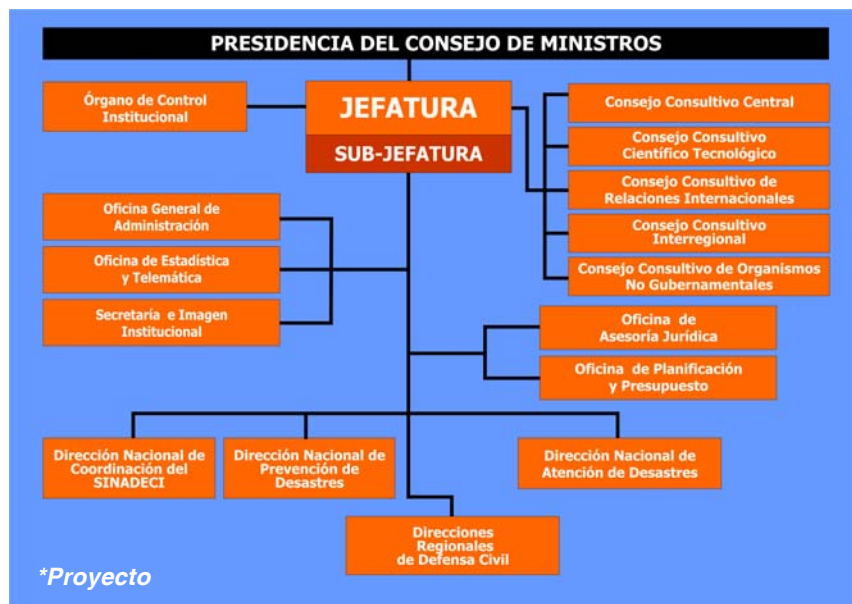 PRESIDENCIA DEL CONSEJO DE MINISTROS
Órgano de Control
Institucional
JEFATURA
SUB-JEFATURA
Consejo Consultivo Central
Consejo Consultivo
Científico Tecnológico
Consejo Consultivo de
Relaciones Internacionales
Consejo Consultivo
Interregional
Consejo Consultivo de Organismos
No Gubernamentales
Oficina General de
Administración
Oficina de Estadística
y Telemática
Secretaría e Imagen
Institucional
Oficina de
Asesoría Jurídica
Oficina de Planificación
y Presupuesto
Dirección Nacional de
Coordinación del
SINADECI
Dirección Nacional de
Prevención de
Desastres
Dirección Nacional de
Atención de Desastres
Direcciones
Regionales
de Defensa Civil
*Proyecto